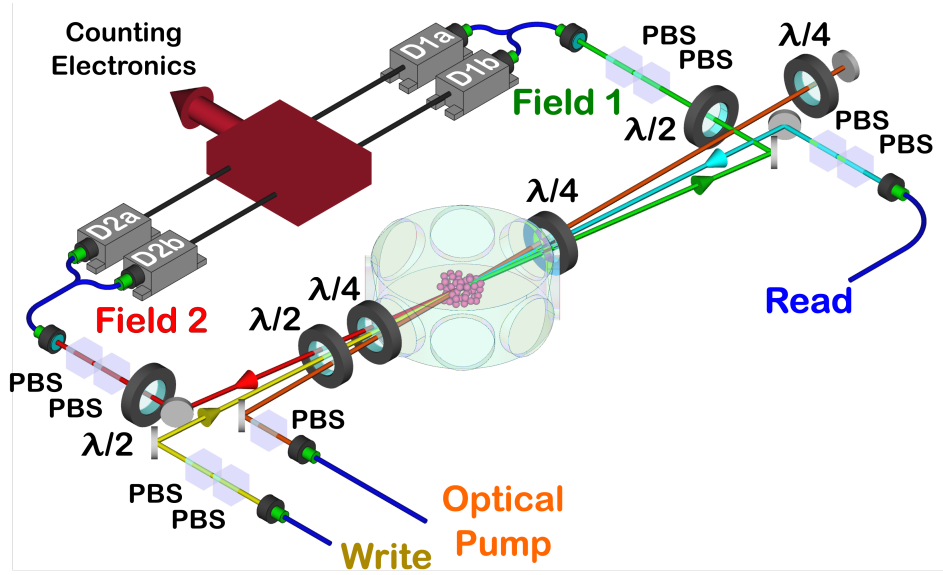 Counting
Electronics
D1a
D1b
PBS
PBS
λ/4
Field 1
λ/2
PBS
PBS
λ/4
D2a
D2b
Read
Field 2
λ/4
λ/2
PBS
PBS
λ/2
PBS
PBS
PBS
Optical
Pump
Write